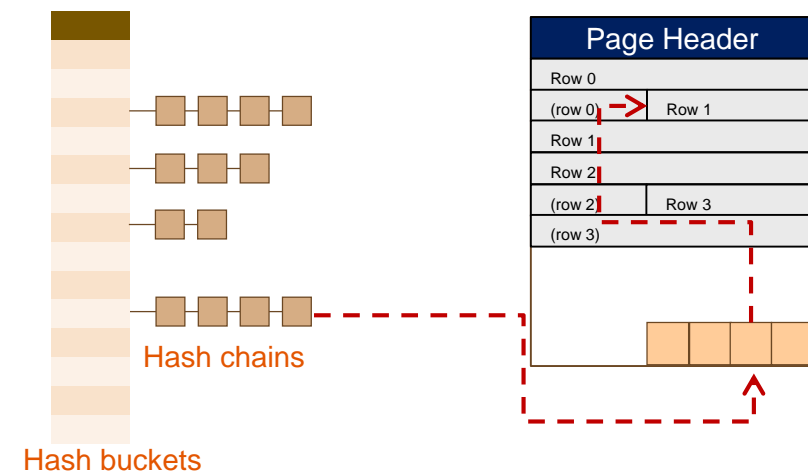 Page Header
Row 0
(row 0) Row 1
Row 1
Row 2
(row 2) Row 3
(row 3)
Hash chains
Hash buckets